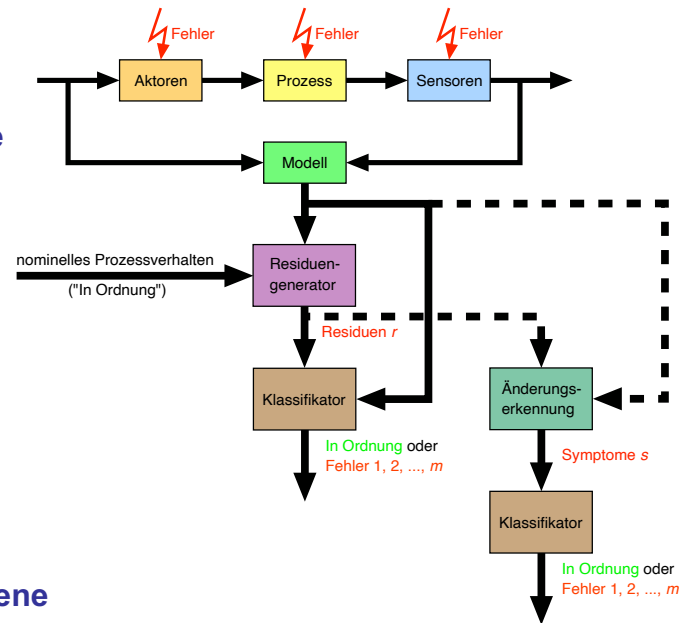 Fehler
Fehler
Fehler
Aktoren
Prozess
Sensoren
e
Modell
nominelles Prozessverhalten
("In Ordnung")
Residuen-
generator
Residuen r
Klassifikator
Änderungs-
erkennung
In Ordnung oder
Fehler 1, 2, ..., m
Symptome s
Klassifikator
In Ordnung oder
Fehler 1, 2, ..., m
ene